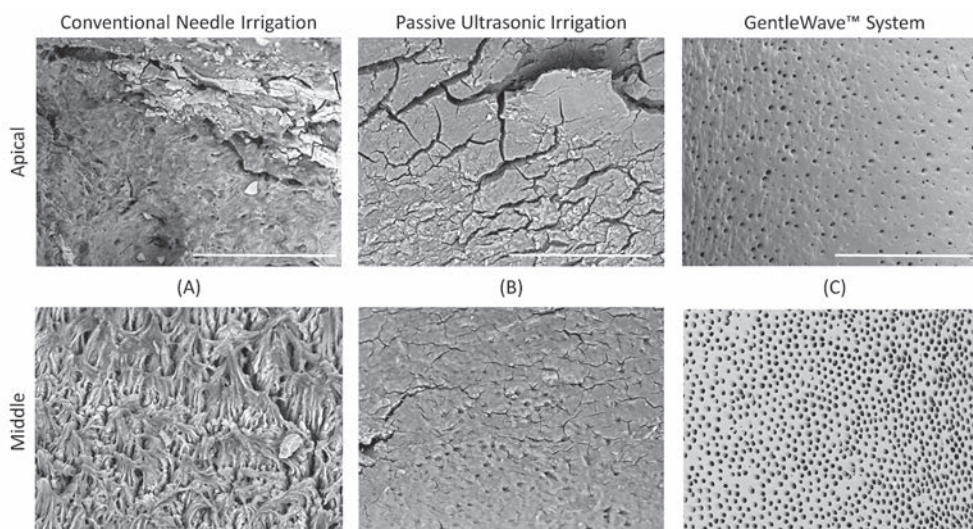 Conventional Needle Irrigation
Passive Ultrasonic Irrigation
GentleWave™ System
Apical
(A)
(B)
(C)
Middle